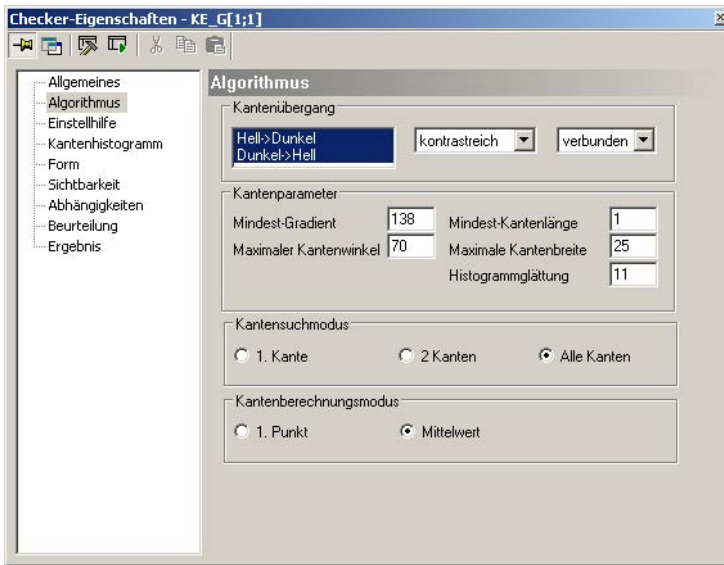 Checker-Eigenschaften - KE_G[1;1]
Allgemeines
Algorithmus
Einstellhilfe
Kantenhistogramm
Form
Sichtbarkeit
Abhängigkeiten
Beurteilung
Ergebnis
Algorithmus
Kantenübergang
Hell->Dunkel
Dunkel->Hell
kontrastreich
verbunden
Kantenparameter
Mindest-Gradient 138 Mindest-Kantenlänge 1
Maximaler Kantenwinkel 70 Maximale Kantenbreite 25
Histogrammglättung 11
Kantensuchmodus
1. Kante 2 Kanten Alle Kanten
Kantenberechnungsmodus
1. Punkt Mittelwert